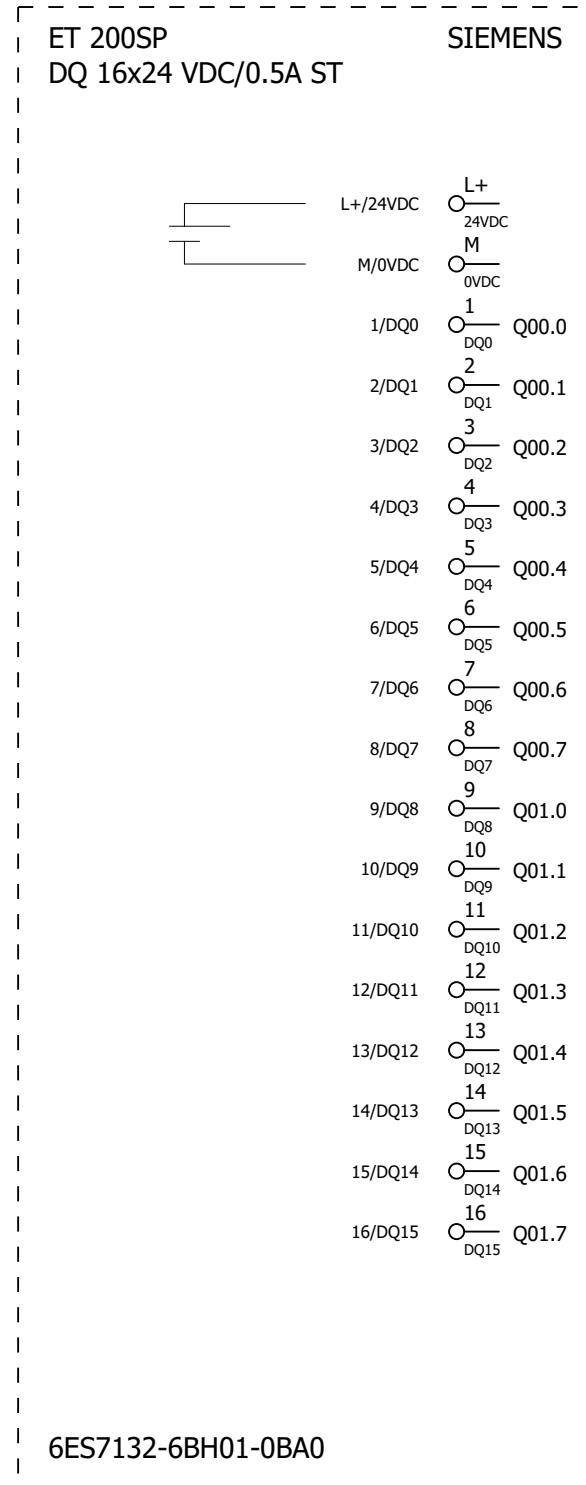 ET 200SP SIEMENS
DQ 16x24 VDC/0.5A ST
L+
L+/24VDC
24VDC
M
M/0VDC
0VDC
1
1/DQ0 Q00.0
DQ0
2
2/DQ1 Q00.1
DQ1
3
3/DQ2 Q00.2
DQ2
4
4/DQ3 Q00.3
DQ3
5
5/DQ4 Q00.4
DQ4
6
6/DQ5 Q00.5
DQ5
7
7/DQ6 Q00.6
DQ6
8
8/DQ7 Q00.7
DQ7
9
9/DQ8 Q01.0
DQ8
10
10/DQ9 Q01.1
DQ9
11
11/DQ10 Q01.2
DQ10
12
12/DQ11 Q01.3
DQ11
13
13/DQ12 Q01.4
DQ12
14
14/DQ13 Q01.5
DQ13
15
15/DQ14 Q01.6
DQ14
16
16/DQ15 Q01.7
DQ15
6ES7132-6BH01-0BA0